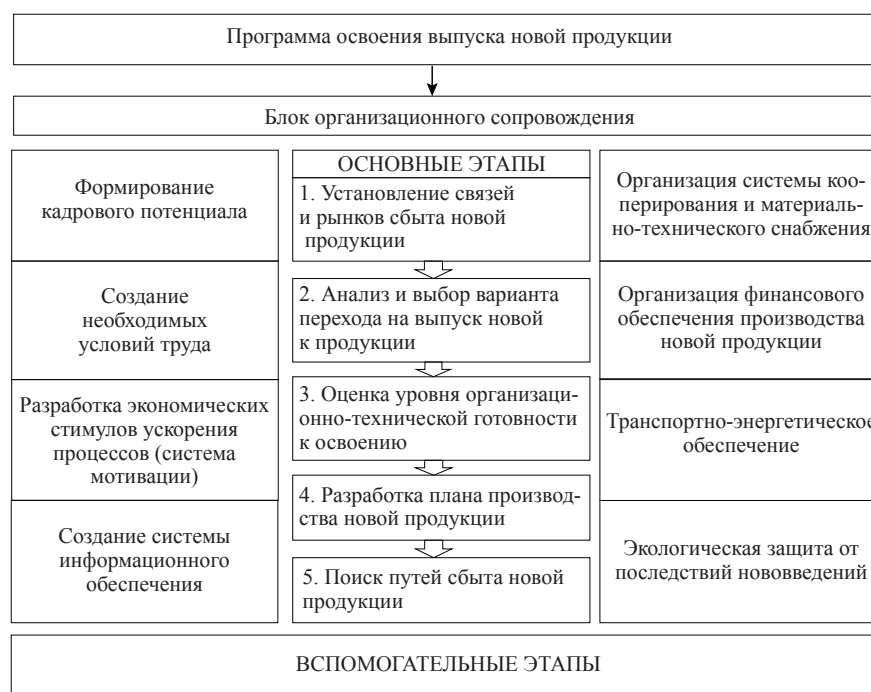 Программа освоения выпуска новой продукции
Блок организационного сопровождения
Формирование
кадрового потенциала
Создание
необходимых
условий труда
Разработка экономических
стимулов ускорения
процессов (система
мотивации)
Создание системы
информационного
обеспечения
ОСНОВНЫЕ ЭТАПЫ
1. Установление связей
и рынков сбыта новой
продукции
2. Анализ и выбор варианта
перехода на выпуск новой
к продукции
3. Оценка уровня организаци-
онно-технической готовности
к освоению
4. Разработка плана производ-
ства новой продукции
5. Поиск путей сбыта новой
продукции
Организация системы коо-
перирования и материаль-
но-технического снабжения
Организация финансового
обеспечения производства
новой продукции
Транспортно-энергетическое
обеспечение
Экологическая защита от
последствий нововведений
ВСПОМОГАТЕЛЬНЫЕ ЭТАПЫ